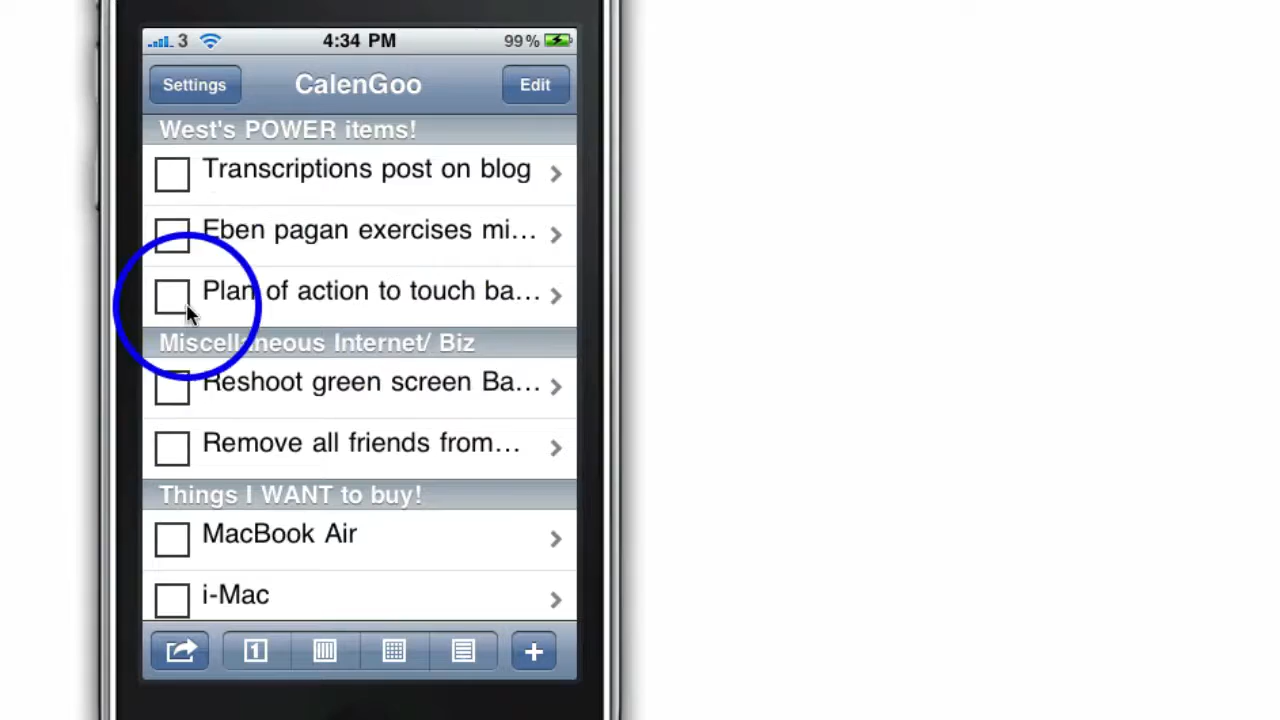 3 4:34 PM 99%
Settings CalenGoo Edit
West's POWER items!
Transcriptions post on blog
Eben pagan exercises mi...
Plan of action to touch ba...
Miscellaneous Internet/ Biz
Reshoot green screen Ba...
Remove all friends from...
Things I WANT to buy!
MacBook Air
i-Mac
1